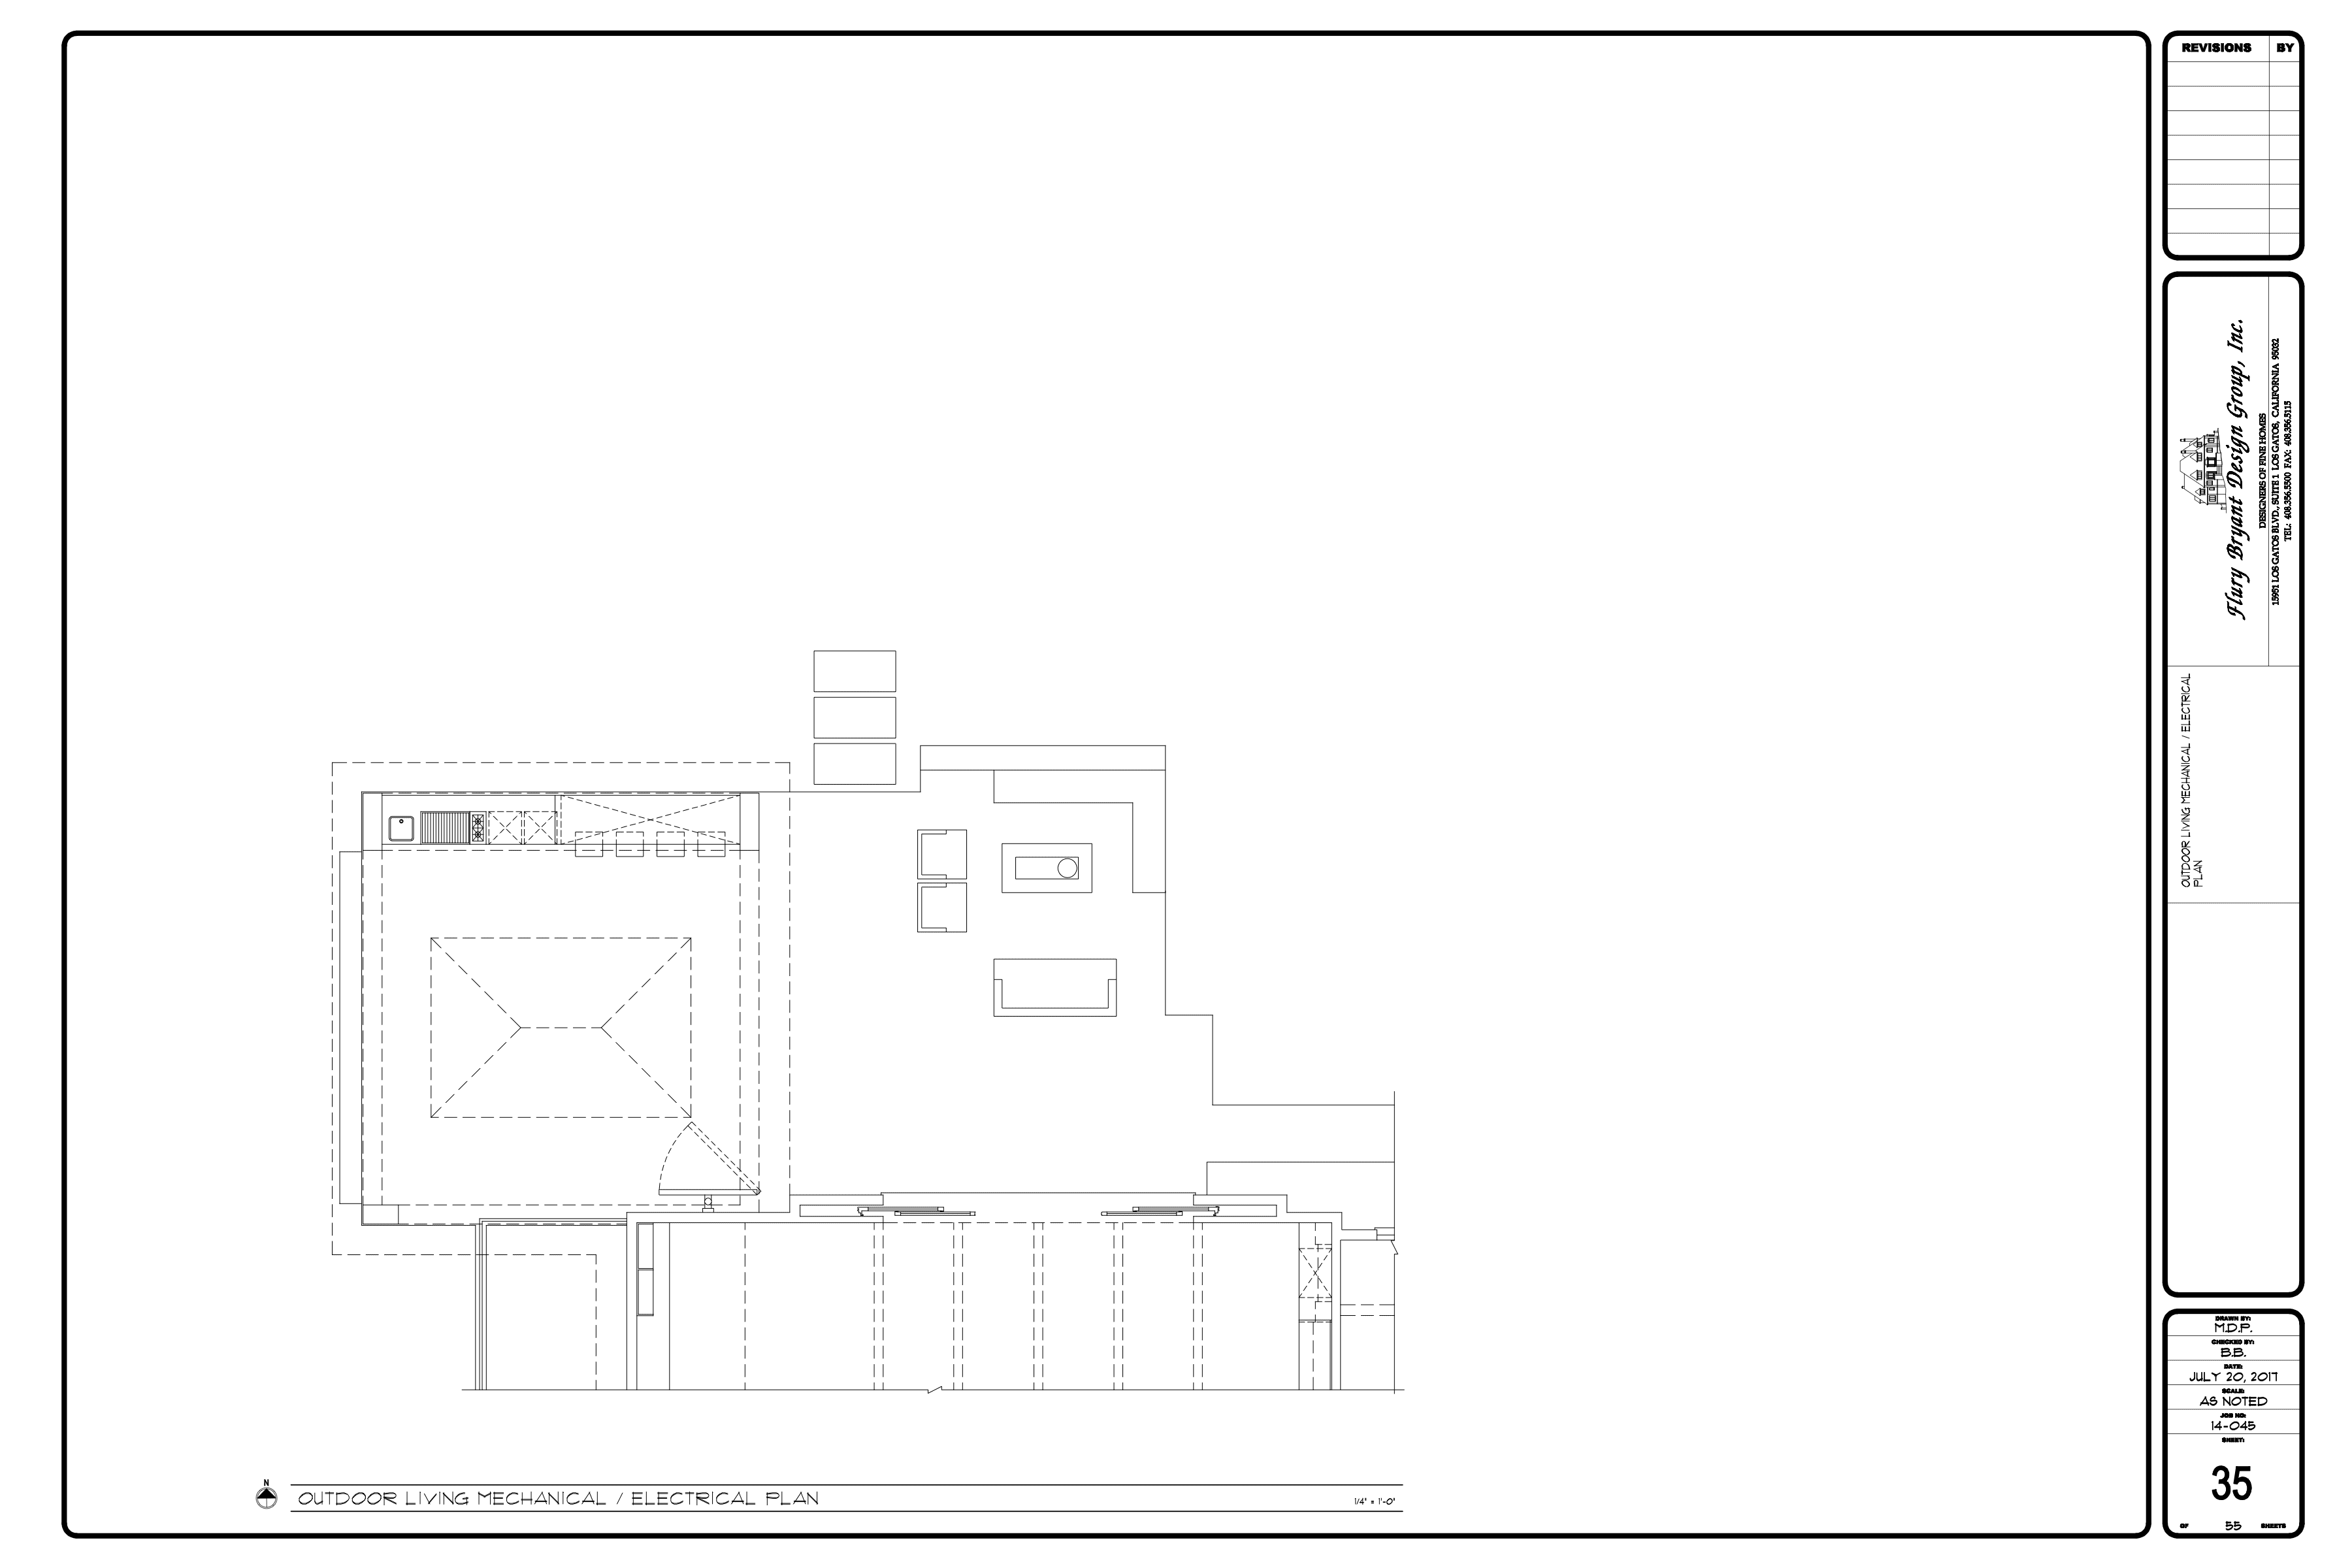 REVISIONS BY
Flury Bryant Design Group, Inc.
DESIGNERS OF FINE HOMES
15951 LOS GATOS BLVD., SUITE 1 LOS GATOS, CALIFORNIA 95032
TEL: 408.356.5500 FAX: 408.356.5115
OUTDOOR LIVING MECHANICAL / ELECTRICAL
PLAN
DRAWN BY:
M.D.P.
CHECKED BY:
B.B.
DATE:
JULY 20, 2017
SCALE:
AS NOTED
JOB NO:
14-045
SHEET:
35
OF 55 SHEETS
N
OUTDOOR LIVING MECHANICAL / ELECTRICAL PLAN
1/4" = 1'-0"